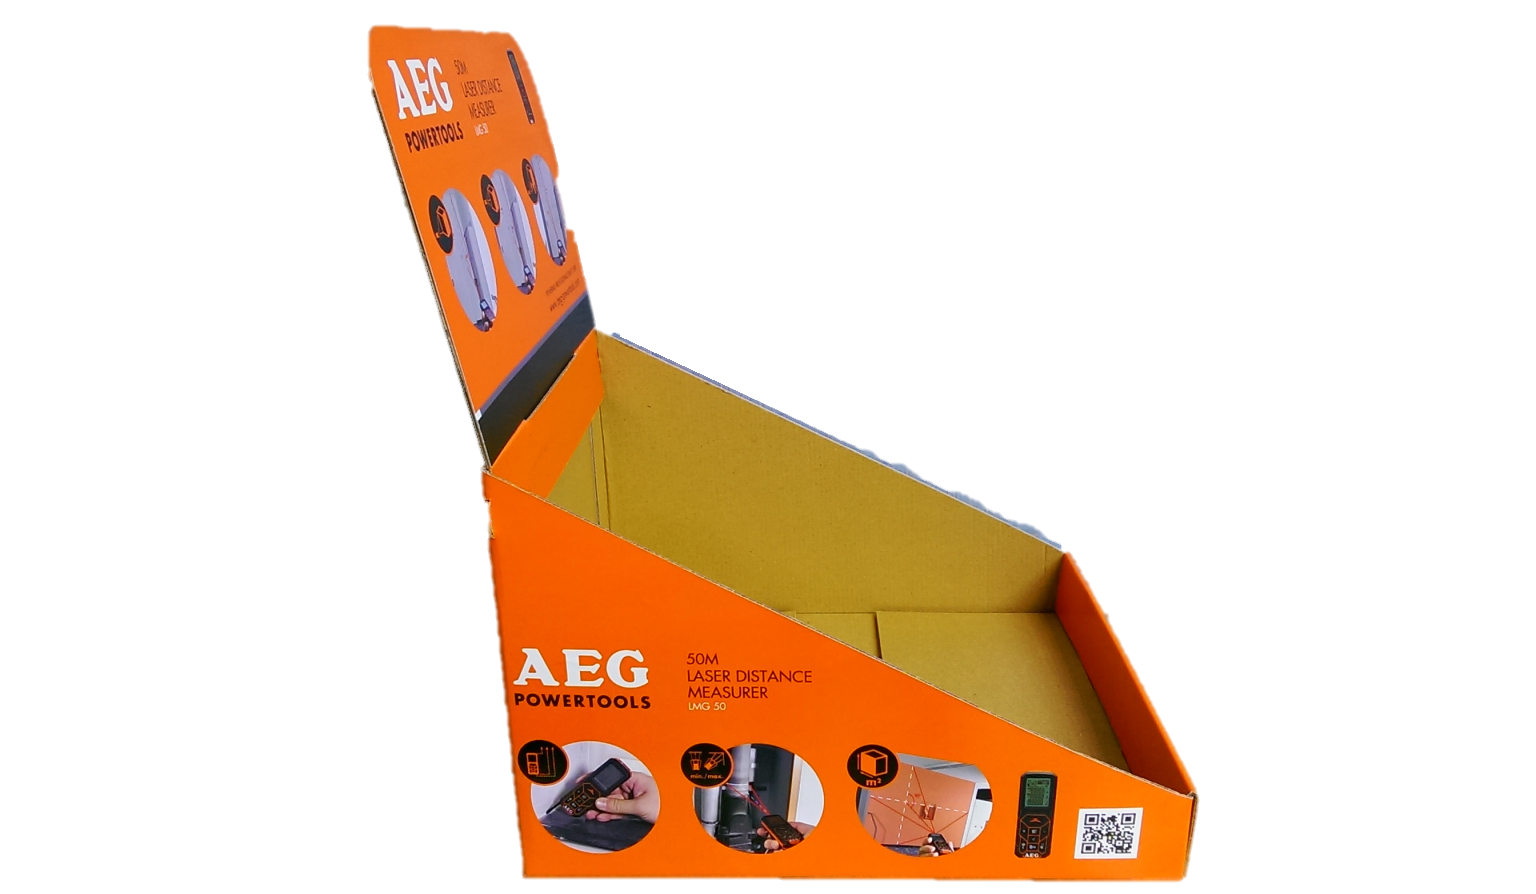 AEG
POWERTOOLS
50M
LASER DISTANCE
MEASURER
LMG 50
AEG
POWERTOOLS
50M
LASER DISTANCE
MEASURER
LMG 50
min./max.
m²
AEG